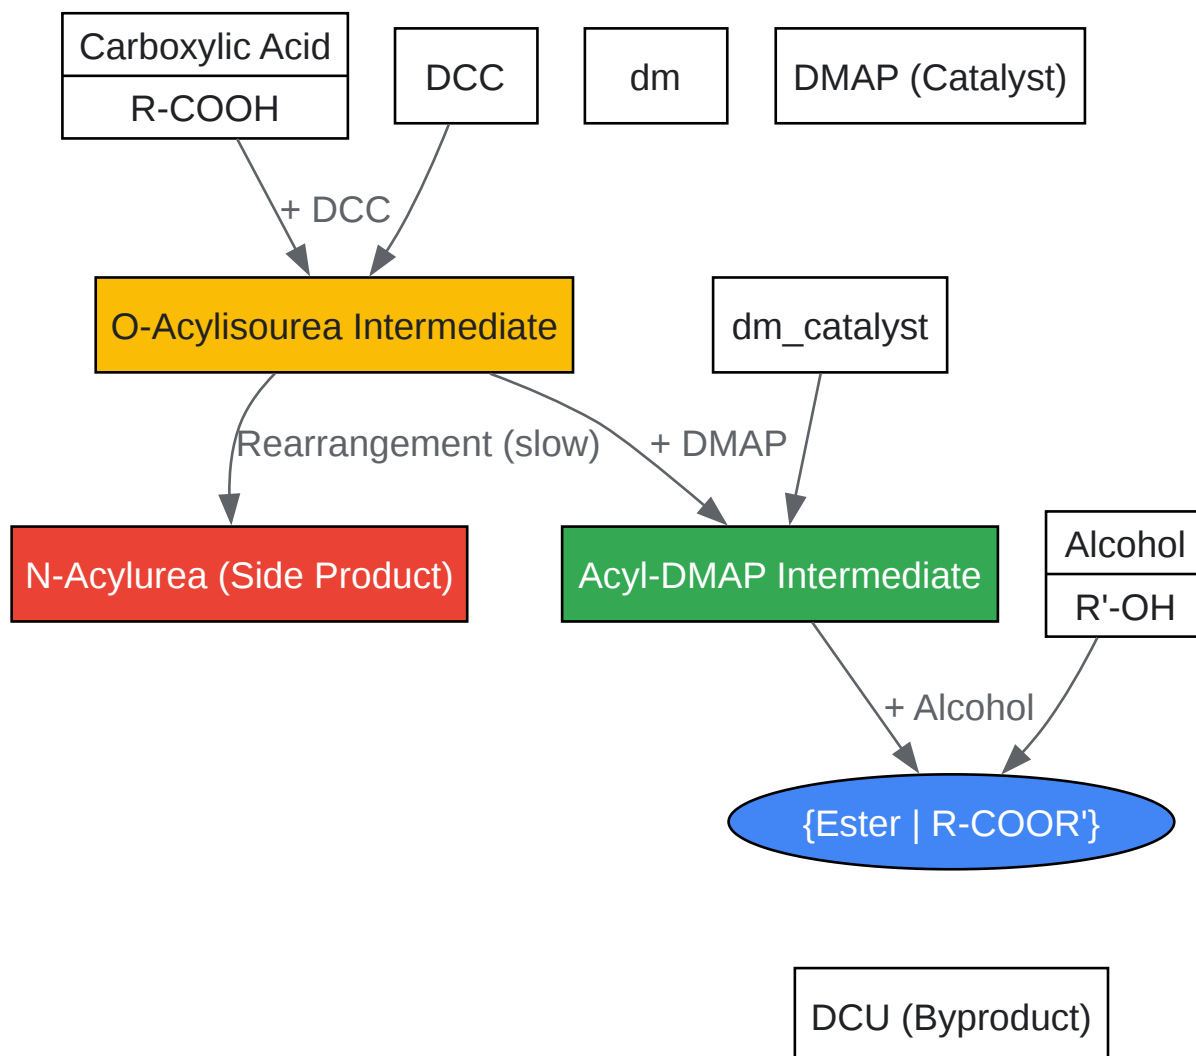 Carboxylic Acid
R-COOH
DCC
dm
DMAP (Catalyst)
+ DCC
O-Acylisourea Intermediate
dm_catalyst
Rearrangement (slow)
+ DMAP
N-Acylurea (Side Product)
Acyl-DMAP Intermediate
Alcohol
R'-OH
+ Alcohol
{Ester | R-COOR'}
DCU (Byproduct)